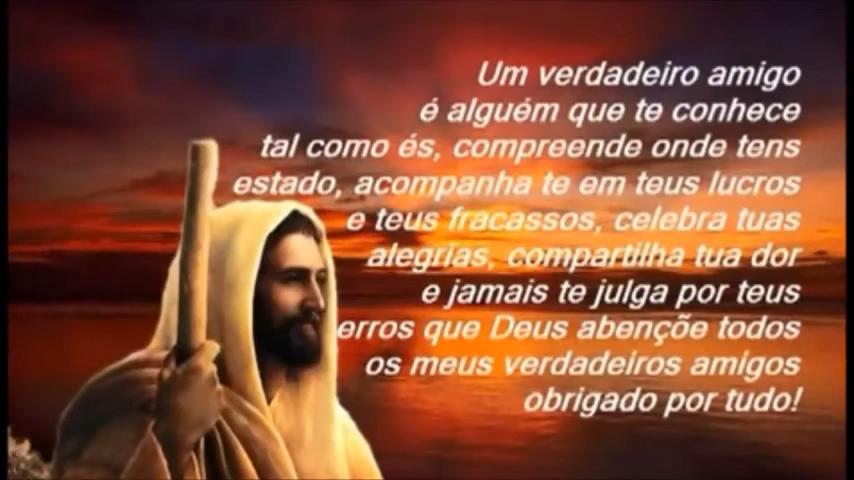 Um verdadeiro amigo
é alguém que te conhece
tal como és, compreende onde tens
estado, acompanha te em teus lucros
e teus fracassos, celebra tuas
alegrias, compartilha tua dor
e jamais te julga por teus
erros que Deus abençõe todos
os meus verdadeiros amigos
obrigado por tudo!